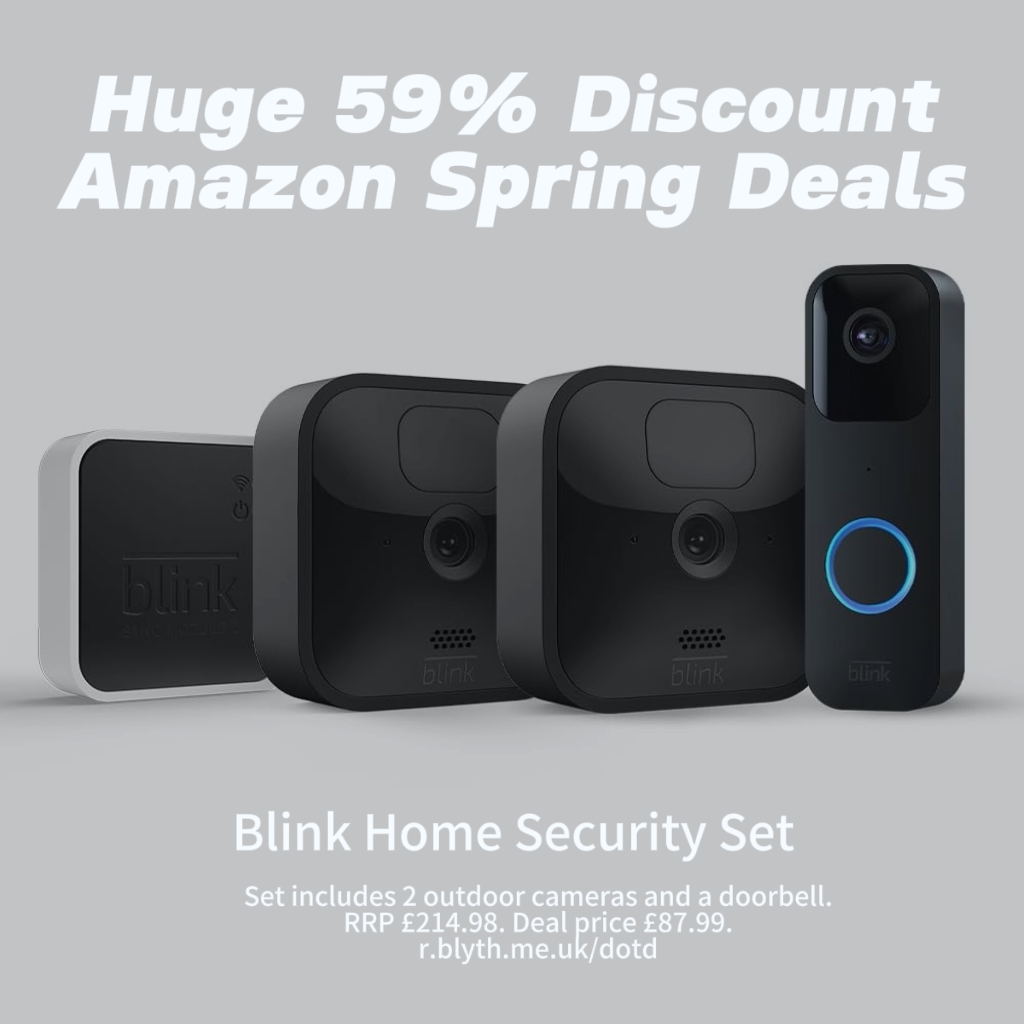 Huge 59% Discount
Amazon Spring Deals
blink
blink
blink
blink
Blink Home Security Set
Set includes 2 outdoor cameras and a doorbell.
RRP £214.98. Deal price £87.99.
r.blyth.me.uk/dotd